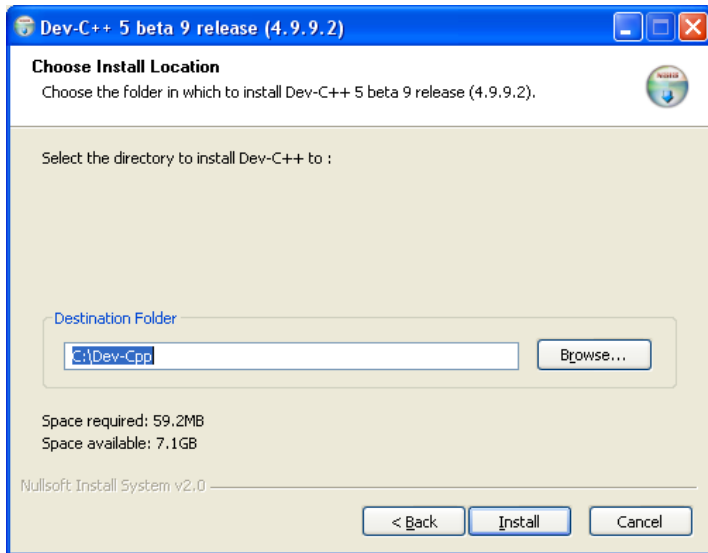 Dev-C++ 5 beta 9 release (4.9.9.2)
Choose Install Location
Choose the folder in which to install Dev-C++ 5 beta 9 release (4.9.9.2).
Select the directory to install Dev-C++ to :
Destination Folder
C:\Dev-Cpp
Browse...
Space required: 59.2MB
Space available: 7.1GB
Nullsoft Install System v2.0
< Back Install Cancel